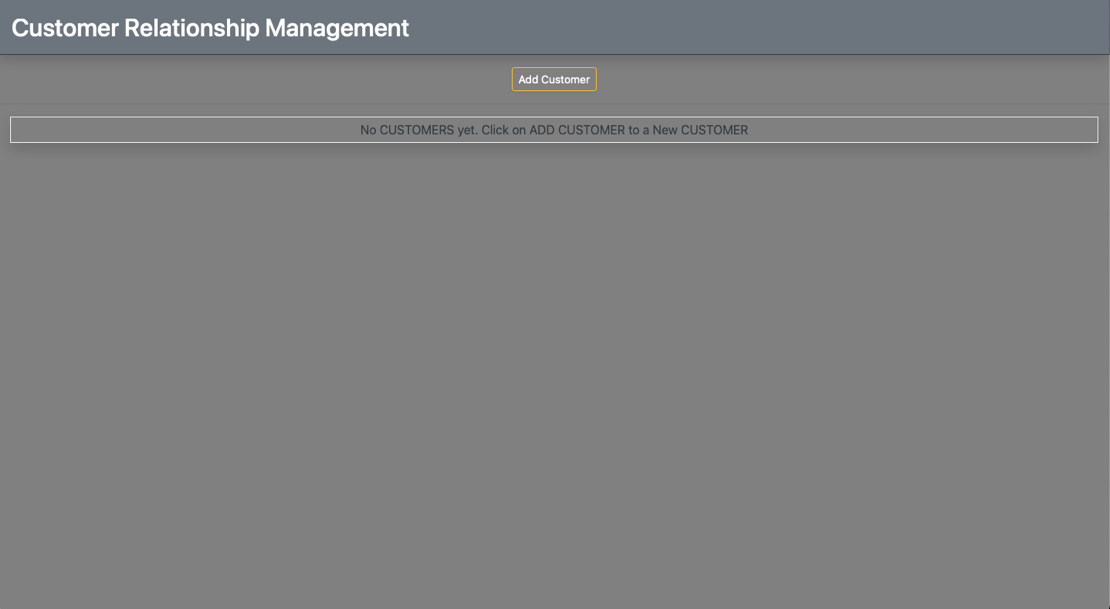 Customer Relationship Management
Add Customer
No CUSTOMERS yet. Click on ADD CUSTOMER to a New CUSTOMER